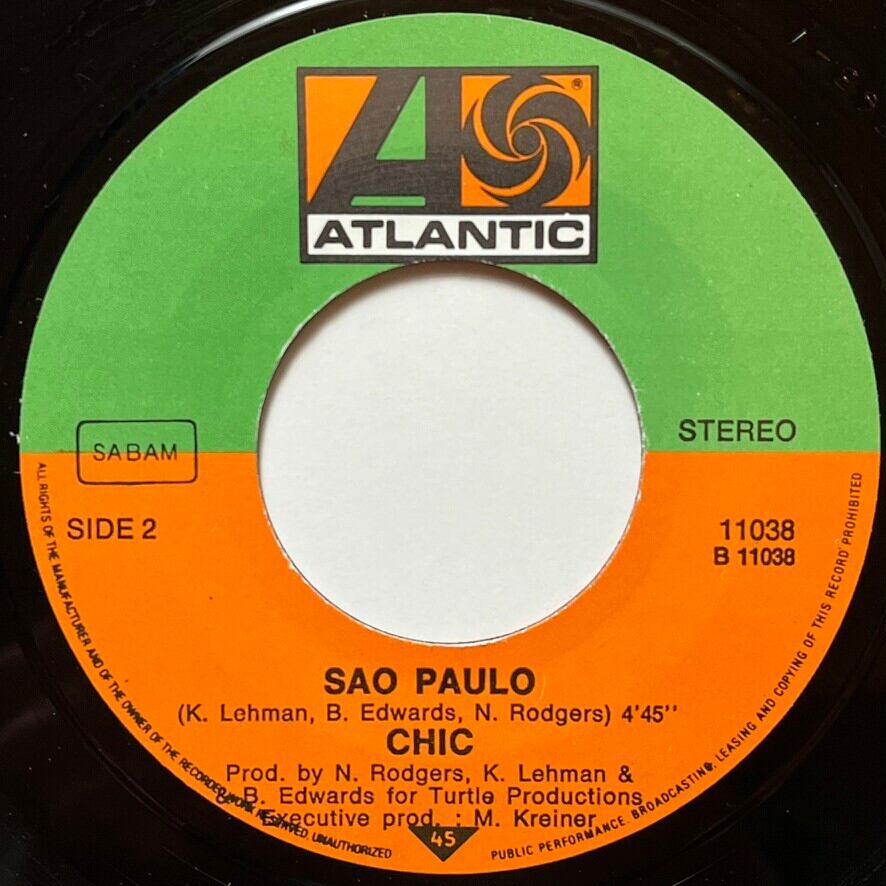 ATLANTIC
®
STEREO
SABAM
SIDE 2
11038
B 11038
SAO PAULO
(K. Lehman, B. Edwards, N. Rodgers) 4'45''
CHIC
Prod. by N. Rodgers, K. Lehman &
B. Edwards for Turtle Productions
Executive prod. : M. Kreiner
45
ALL RIGHTS OF THE MANUFACTURER AND OF THE OWNER OF THE RECORDED WORK RESERVED UNAUTHORIZED
PUBLIC PERFORMANCE. BROADCASTING, LEASING AND COPYING OF THIS RECORD PROHIBITED